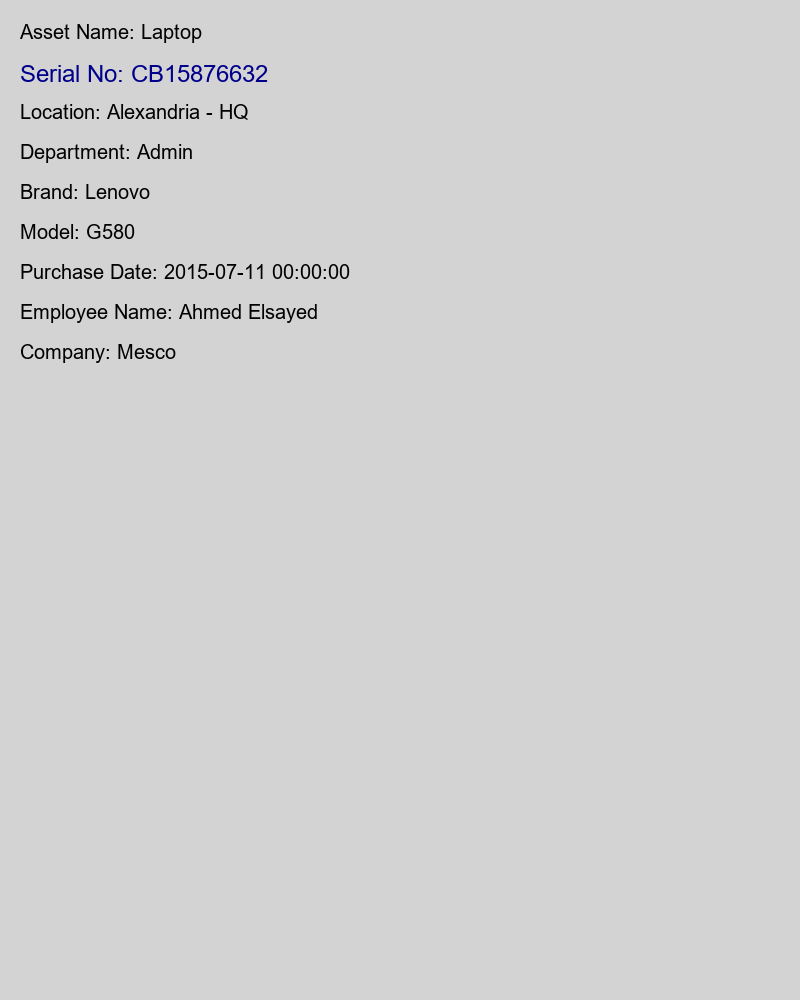 Asset Name: Laptop
Serial No: CB15876632
Location: Alexandria - HQ
Department: Admin
Brand: Lenovo
Model: G580
Purchase Date: 2015-07-11 00:00:00
Employee Name: Ahmed Elsayed
Company: Mesco